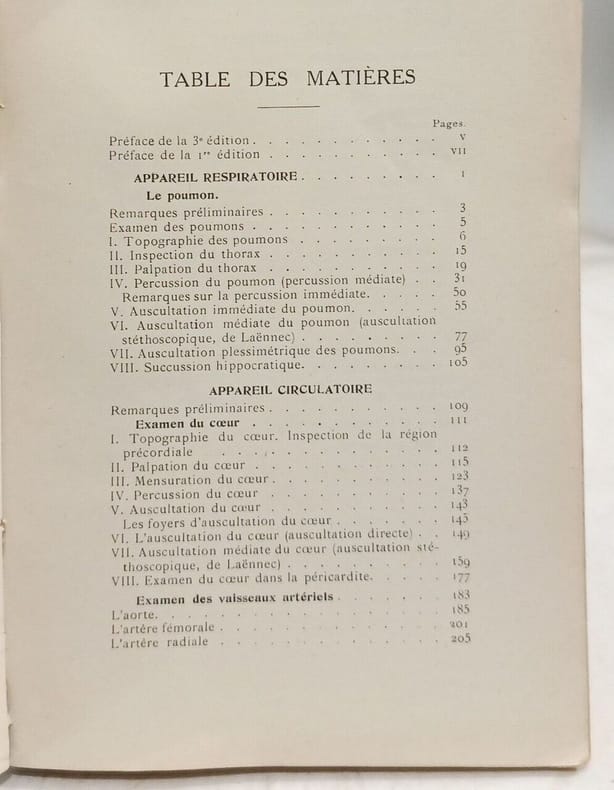 TABLE DES MATIÈRES
Pages.
Préface de la 3e édition . . . . . . . . . . . . v
Préface de la 1re édition . . . . . . . . . . . vii
APPAREIL RESPIRATOIRE . . . . . . . . . 1
Le poumon.
Remarques préliminaires . . . . . . . . . . . 3
Examen des poumons . . . . . . . . . . . . 5
I. Topographie des poumons . . . . . . . . . 6
II. Inspection du thorax . . . . . . . . . . . 15
III. Palpation du thorax . . . . . . . . . . . 19
IV. Percussion du poumon (percussion médiate) . . 31
Remarques sur la percussion immédiate. . . . . 50
V. Auscultation immédiate du poumon. . . . . . 55
VI. Auscultation médiate du poumon (auscultation
stéthoscopique, de Laënnec) . . . . . . . . 77
VII. Auscultation plessimétrique des poumons. . . 95
VIII. Succussion hippocratique. . . . . . . . . 105
APPAREIL CIRCULATOIRE
Remarques préliminaires . . . . . . . . . . . 109
Examen du cœur . . . . . . . . . . . 111
I. Topographie du cœur. Inspection de la région
précordiale . . . . . . . . . . . . 112
II. Palpation du cœur . . . . . . . . . . . 115
III. Mensuration du cœur . . . . . . . . . . . 123
IV. Percussion du cœur . . . . . . . . . . . 137
V. Auscultation du cœur . . . . . . . . . . . 143
Les foyers d'auscultation du cœur . . . . . . . 145
VI. L'auscultation du cœur (auscultation directe) . . 149
VII. Auscultation médiate du cœur (auscultation sté-
thoscopique, de Laënnec) . . . . . . . . . 159
VIII. Examen du cœur dans la péricardite. . . . . 177
Examen des vaisseaux artériels . . . . . . . 183
L'aorte. . . . . . . . . . . . . . . . . 185
L'artère fémorale . . . . . . . . . . . . . 201
L'artère radiale . . . . . . . . . . . . . 205